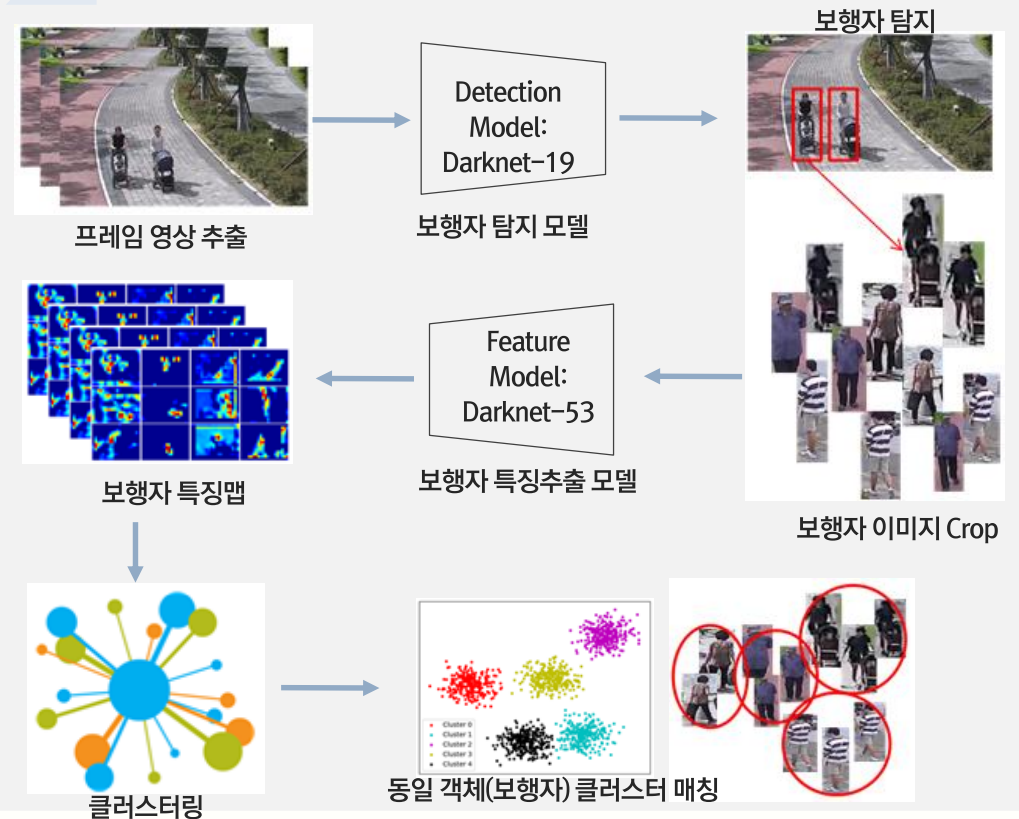 보행자 탐지
Detection
Model:
Darknet-19
프레임 영상 추출
보행자 탐지 모델
Feature
Model:
Darknet-53
보행자 특징맵
보행자 특징추출 모델
보행자 이미지 Crop
Cluster 0
Cluster 1
Cluster 2
Cluster 3
Cluster 4
클러스터링
동일 객체(보행자) 클러스터 매칭